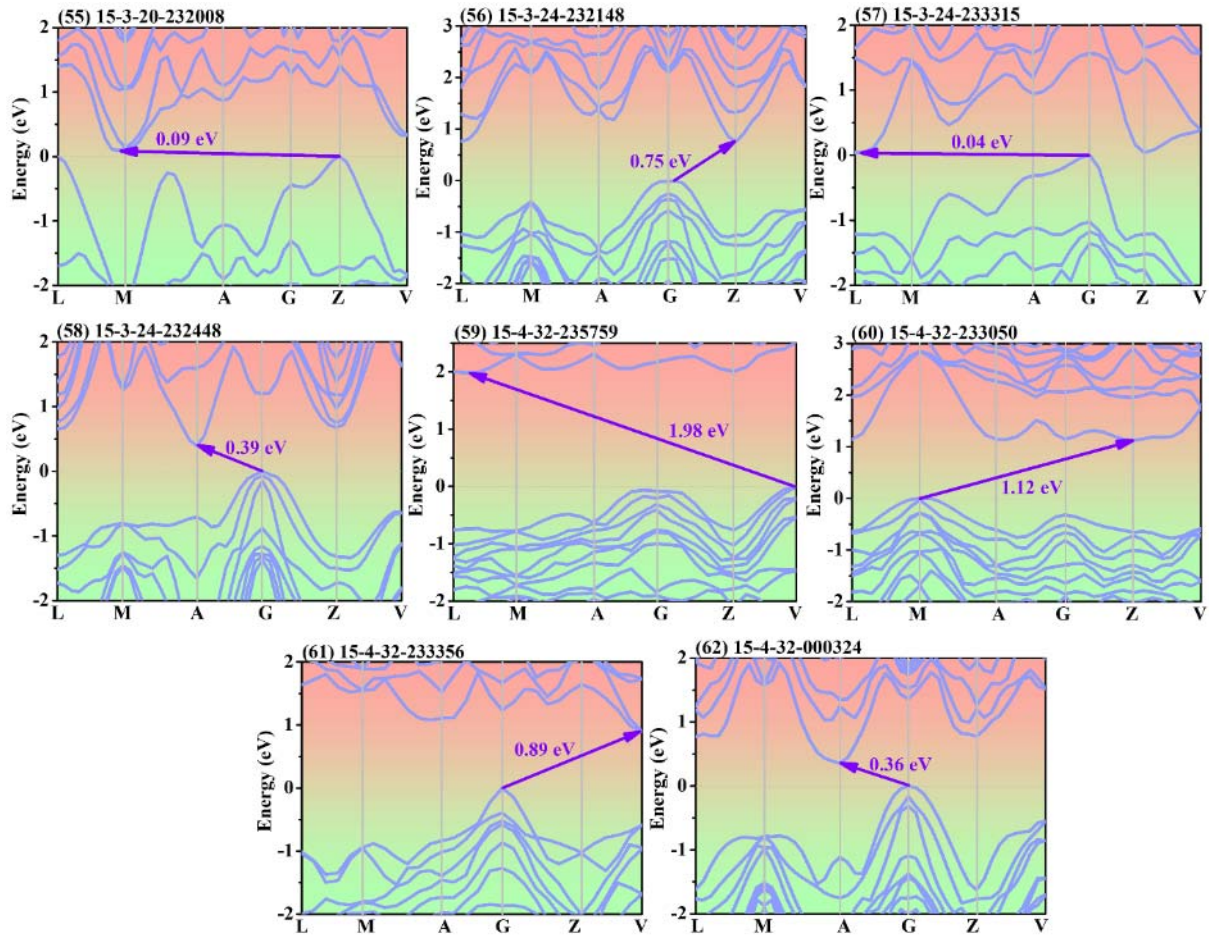 (55) 15-3-20-232008
Energy (eV)
2
1
0
-1
-2
0.09 eV
L M A G Z V
(56) 15-3-24-232148
Energy (eV)
3
2
1
0
-1
-2
0.75 eV
L M A G Z V
(57) 15-3-24-233315
Energy (eV)
2
1
0
-1
-2
0.04 eV
L M A G Z V
(58) 15-3-24-232448
Energy (eV)
2
1
0
-1
-2
0.39 eV
L M A G Z V
(59) 15-4-32-235759
Energy (eV)
2
1
0
-1
-2
1.98 eV
L M A G Z V
(60) 15-4-32-233050
Energy (eV)
3
2
1
0
-1
-2
1.12 eV
L M A G Z V
(61) 15-4-32-233356
Energy (eV)
2
1
0
-1
-2
0.89 eV
L M A G Z V
(62) 15-4-32-000324
Energy (eV)
2
1
0
-1
-2
0.36 eV
L M A G Z V